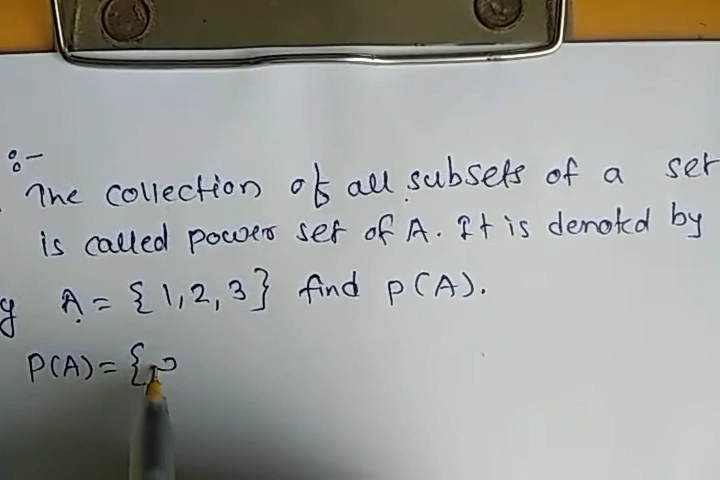 :-
The collection of all subsets of a set
is called power set of A. It is denoted by
g A = { 1, 2, 3 } find p(A).
P(A) = {